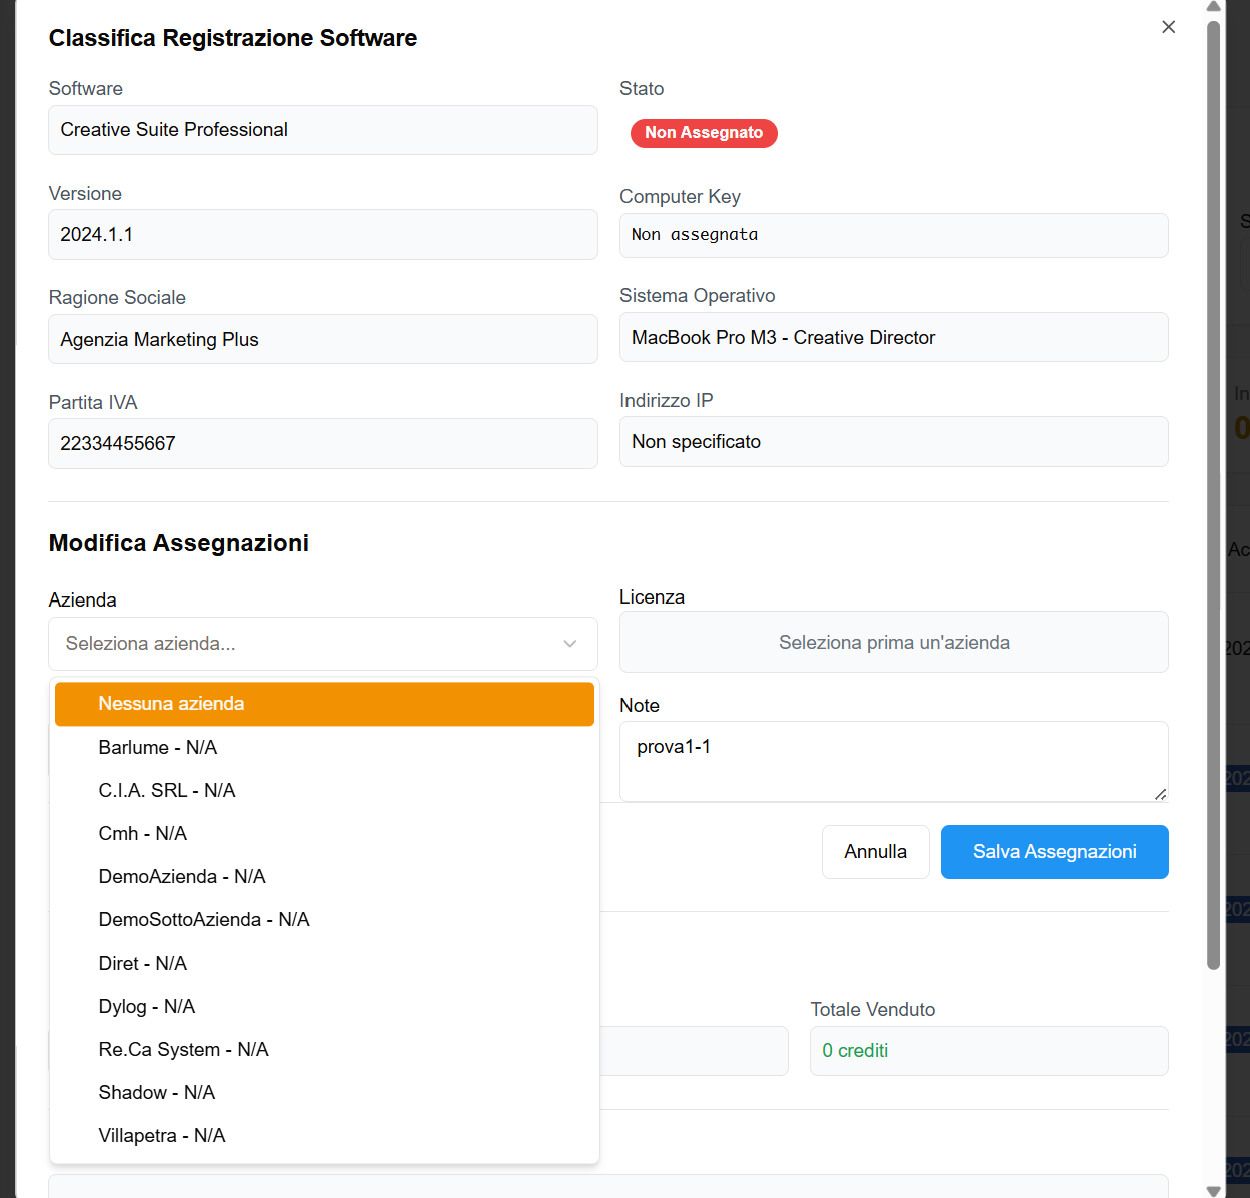 Classifica Registrazione Software
Software
Stato
Creative Suite Professional
Non Assegnato
Versione
Computer Key
2024.1.1
Non assegnata
Ragione Sociale
Sistema Operativo
Agenzia Marketing Plus
MacBook Pro M3 - Creative Director
Partita IVA
Indirizzo IP
22334455667
Non specificato
Modifica Assegnazioni
Azienda
Licenza
Seleziona azienda...
Seleziona prima un'azienda
Nessuna azienda
Barlume - N/A
C.I.A. SRL - N/A
Cmh - N/A
DemoAzienda - N/A
DemoSottoAzienda - N/A
Diret - N/A
Dylog - N/A
Re.Ca System - N/A
Shadow - N/A
Villapetra - N/A
Note
prova1-1
Annulla
Salva Assegnazioni
Totale Venduto
0 crediti